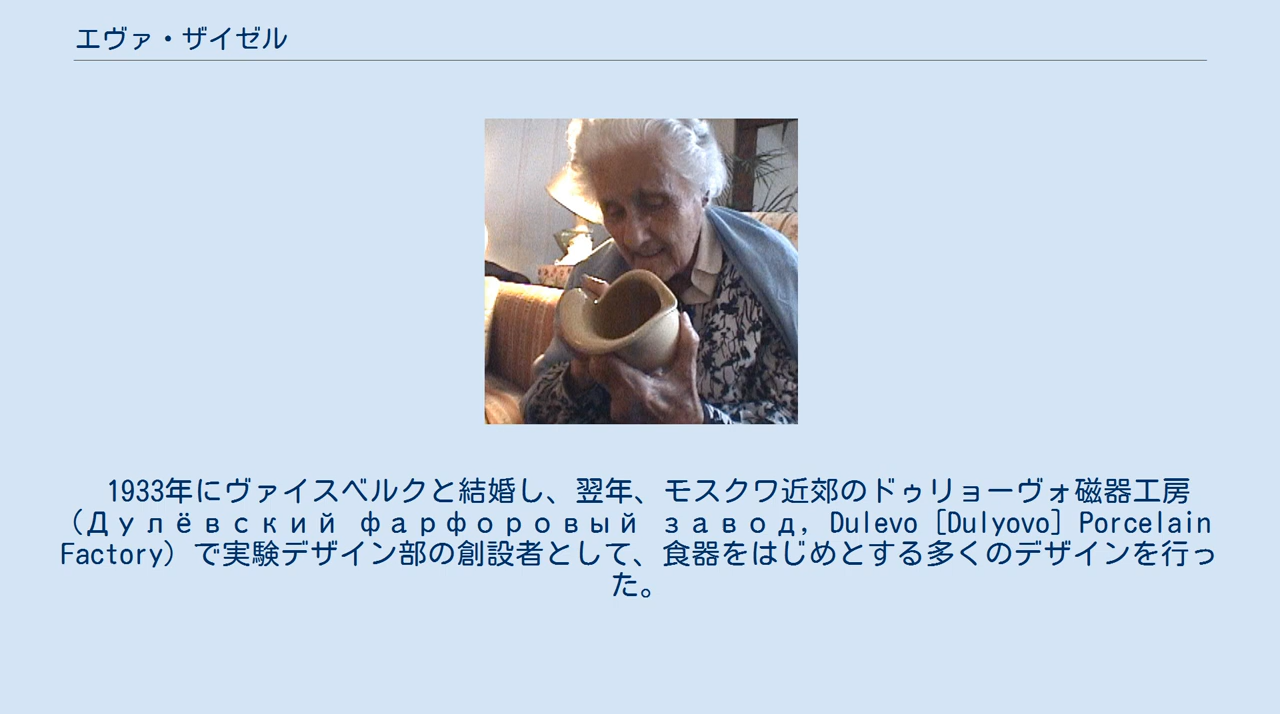 エヴァ・ザイゼル
1933年にヴァイスベルクと結婚し、翌年、モスクワ近郊のドゥリョーヴォ磁器工房
（Дулёвский фарфоровый завод, Dulevo [Dulyovo] Porcelain
Factory）で実験デザイン部の創設者として、食器をはじめとする多くのデザインを行っ
た。